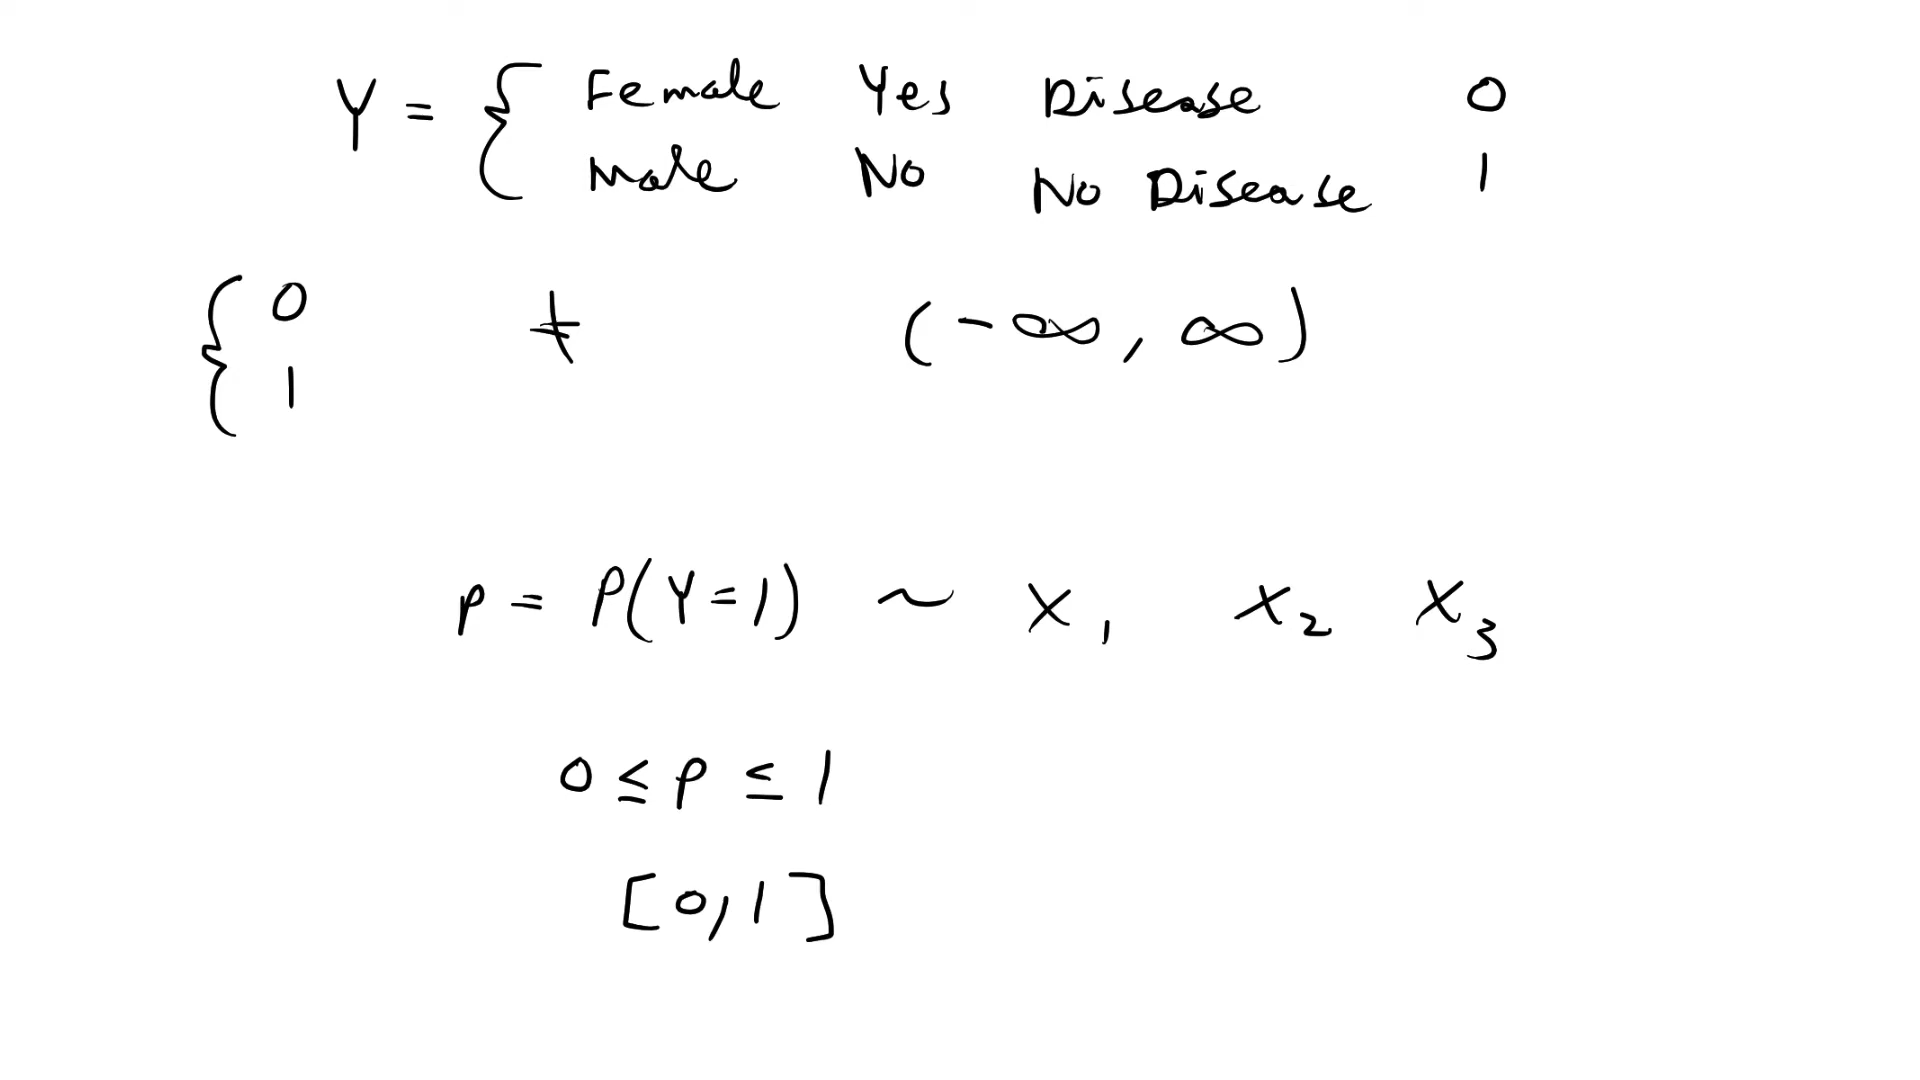 Y = { Female Yes Disease 0
Male No No Disease 1
{ 0 ≠ (-∞, ∞)
1
p = P(Y=1) ~ X₁ X₂ X₃
0 ≤ p ≤ 1
[0,1]